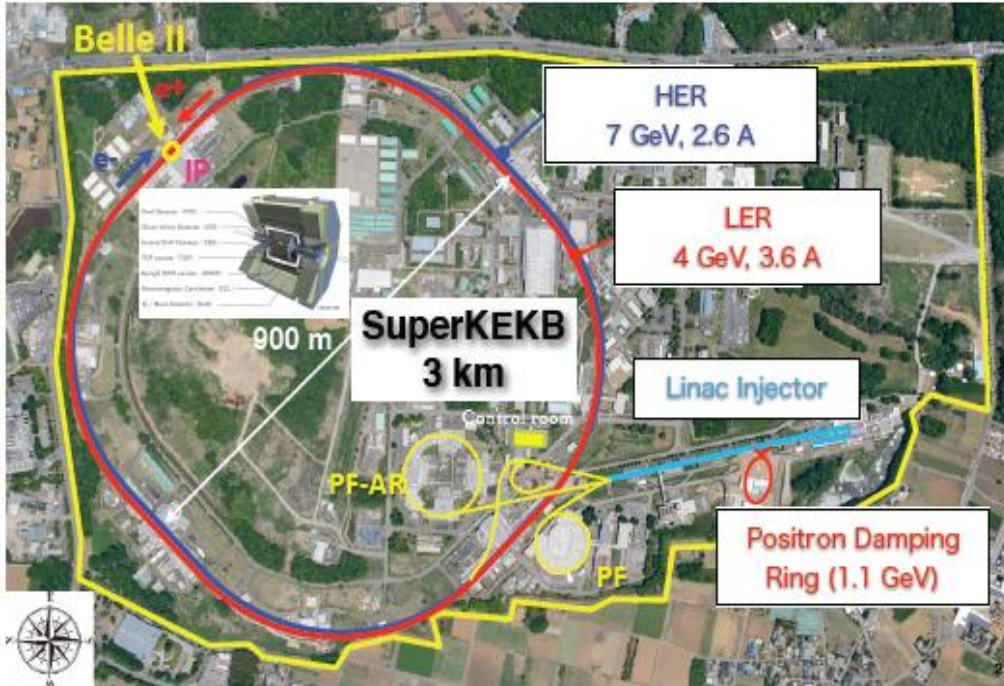 Belle II
e+
e-
IP
HER
7 GeV, 2.6 A
LER
4 GeV, 3.6 A
900 m
SuperKEKB
3 km
Linac Injector
Control room
PF-AR
PF
Positron Damping
Ring (1.1 GeV)